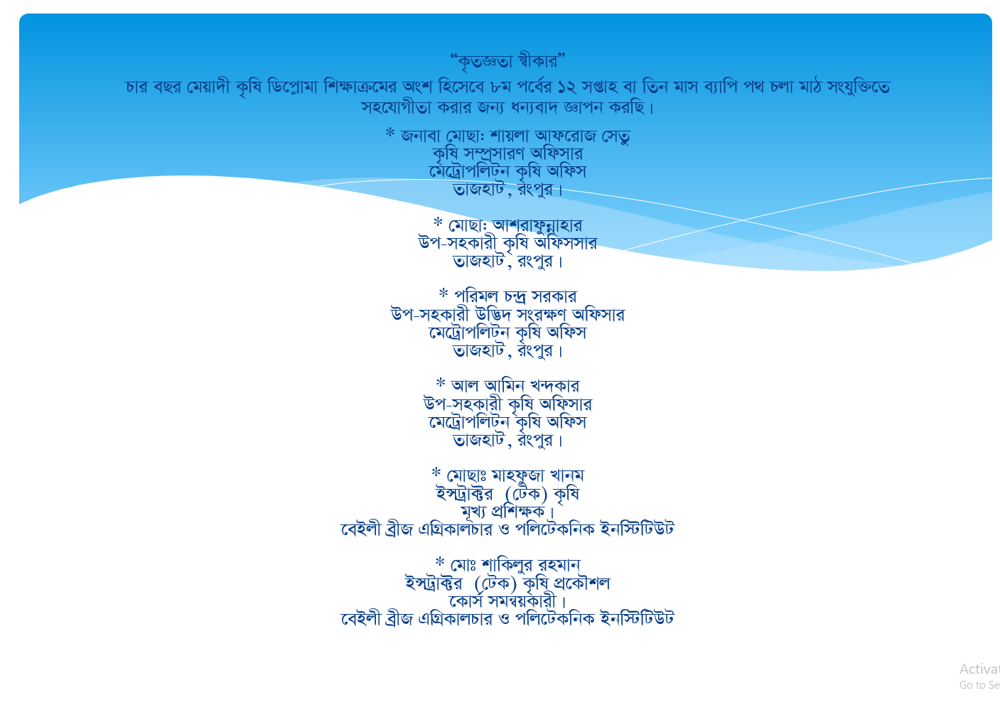 “কৃতজ্ঞতা স্বীকার”
চার বছর মেয়াদী কৃষি ডিপ্লোমা শিক্ষাক্রমের অংশ হিসেবে ৮ম পর্বের ১২ সপ্তাহ বা তিন মাস ব্যাপি পথ চলা মাঠ সংযুক্তিতে
সহযোগীতা করার জন্য ধন্যবাদ জ্ঞাপন করছি।
* জনাবা মোছা: শায়লা আফরোজ সেতু
কৃষি সম্প্রসারণ অফিসার
মেট্রোপলিটন কৃষি অফিস
তাজহাট, রংপুর।
* মোছা: আশরাফুন্নাহার
উপ-সহকারী কৃষি অফিসসার
তাজহাট, রংপুর।
* পরিমল চন্দ্র সরকার
উপ-সহকারী উদ্ভিদ সংরক্ষণ অফিসার
মেট্রোপলিটন কৃষি অফিস
তাজহাট, রংপুর।
* আল আমিন খন্দকার
উপ-সহকারী কৃষি অফিসার
মেট্রোপলিটন কৃষি অফিস
তাজহাট, রংপুর।
* মোছাঃ মাহফুজা খানম
ইন্সট্রাক্টর (টেক) কৃষি
মূখ্য প্রশিক্ষক।
বেইলী ব্রীজ এগ্রিকালচার ও পলিটেকনিক ইনস্টিটিউট
* মোঃ শাকিলুর রহমান
ইন্সট্রাক্টর (টেক) কৃষি প্রকৌশল
কোর্স সমন্বয়কারী।
বেইলী ব্রীজ এগ্রিকালচার ও পলিটেকনিক ইনস্টিটিউট
Activat
Go to Se